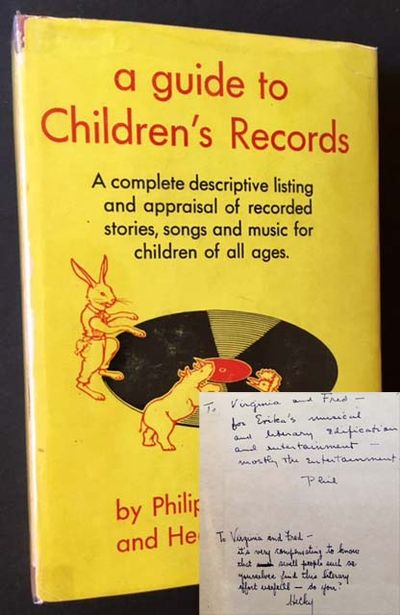 a guide to
Children's Records
A complete descriptive listing
and appraisal of recorded
stories, songs and music for
children of all ages.
by Philip
and He
To Virginia and Fred —
for Erika's musical
and literary edification
and entertainment —
mostly the entertainment
Phil
To Virginia and Fred —
it's very compensating to know
that swell people such as
yourselves find this literary
effort useful — do you?
Hecky